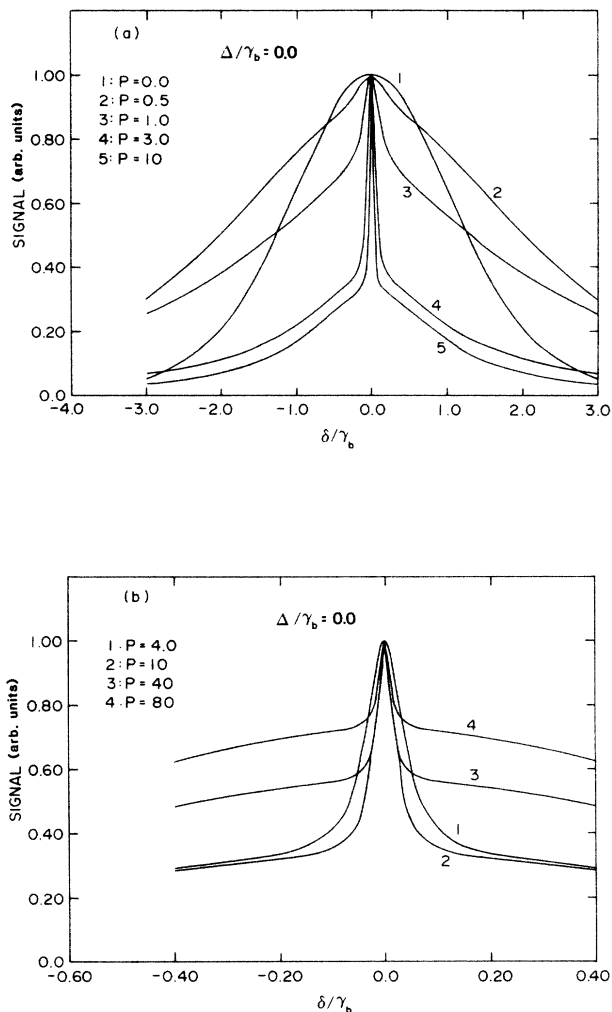 (a)
Δ/γb = 0.0
1: P = 0.0
2: P = 0.5
3: P = 1.0
4: P = 3.0
5: P = 10
SIGNAL (arb. units)
1.00
0.80
0.60
0.40
0.20
0.0
1
2
3
4
5
-4.0 -3.0 -2.0 -1.0 0.0 1.0 2.0 3.0
δ/γb
(b)
Δ/γb = 0.0
1: P = 4.0
2: P = 10
3: P = 40
4: P = 80
SIGNAL (arb. units)
1.00
0.80
0.60
0.40
0.20
0.0
4
3
1
2
-0.60 -0.40 -0.20 0.0 0.20 0.40
δ/γb